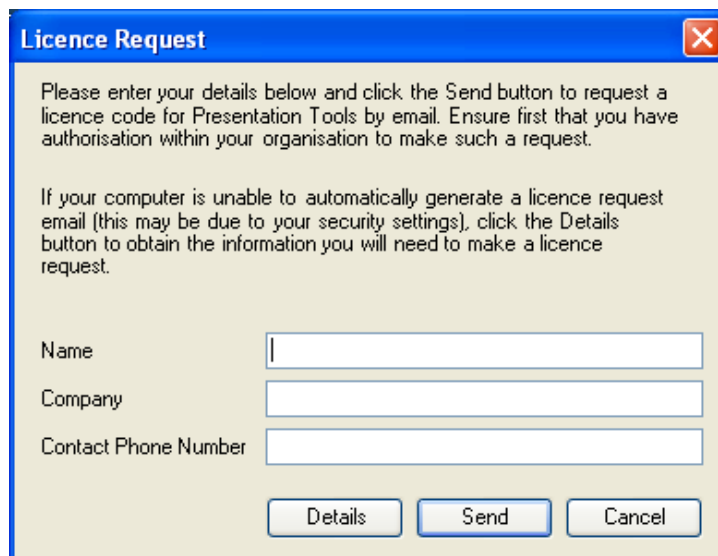 Licence Request
Please enter your details below and click the Send button to request a
licence code for Presentation Tools by email. Ensure first that you have
authorisation within your organisation to make such a request.
If your computer is unable to automatically generate a licence request
email (this may be due to your security settings), click the Details
button to obtain the information you will need to make a licence
request.
Name
Company
Contact Phone Number
Details Send Cancel